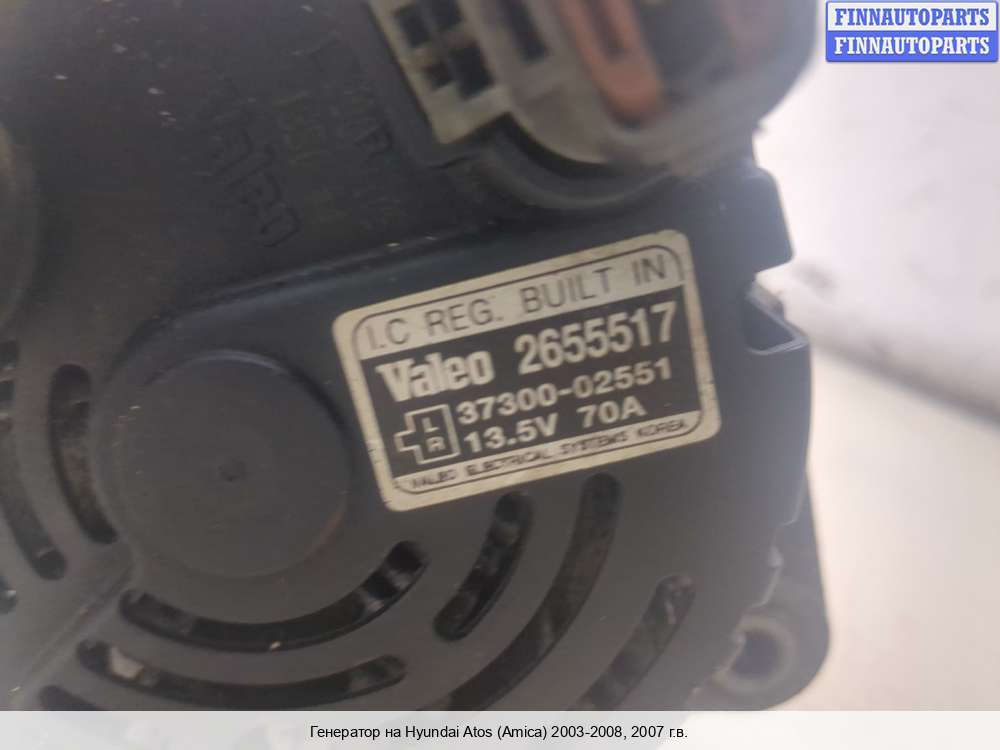 FINNAUTOPARTS
FINNAUTOPARTS
I.C REG. BUILT IN
Valeo 2655517
37300-02551
L
R
13.5V 70A
VALEO ELECTRICAL SYSTEMS KOREA
Генератор на Hyundai Atos (Amica) 2003-2008, 2007 г.в.